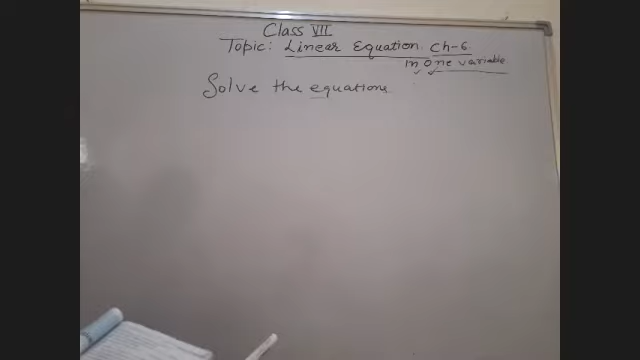 Class VII
Topic: Linear Equation Ch-6
in One variable
Solve the equations